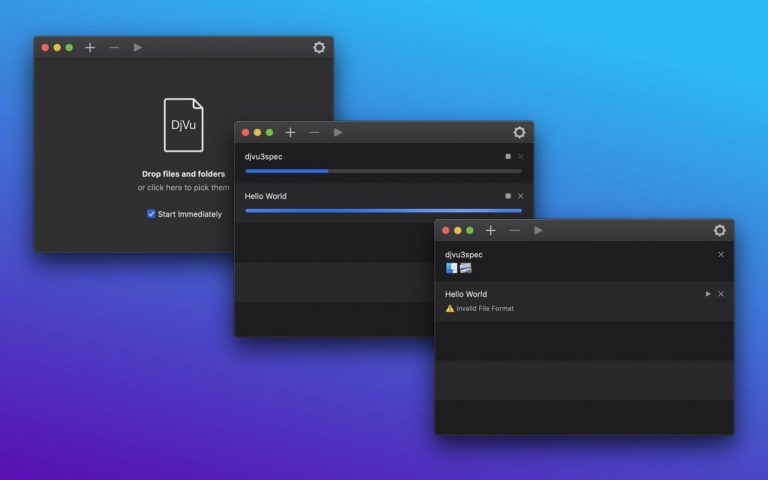 DjVu
Drop files and folders
or click here to pick them
Start Immediately
djvu3spec
Hello World
djvu3spec
Hello World
Invalid File Format